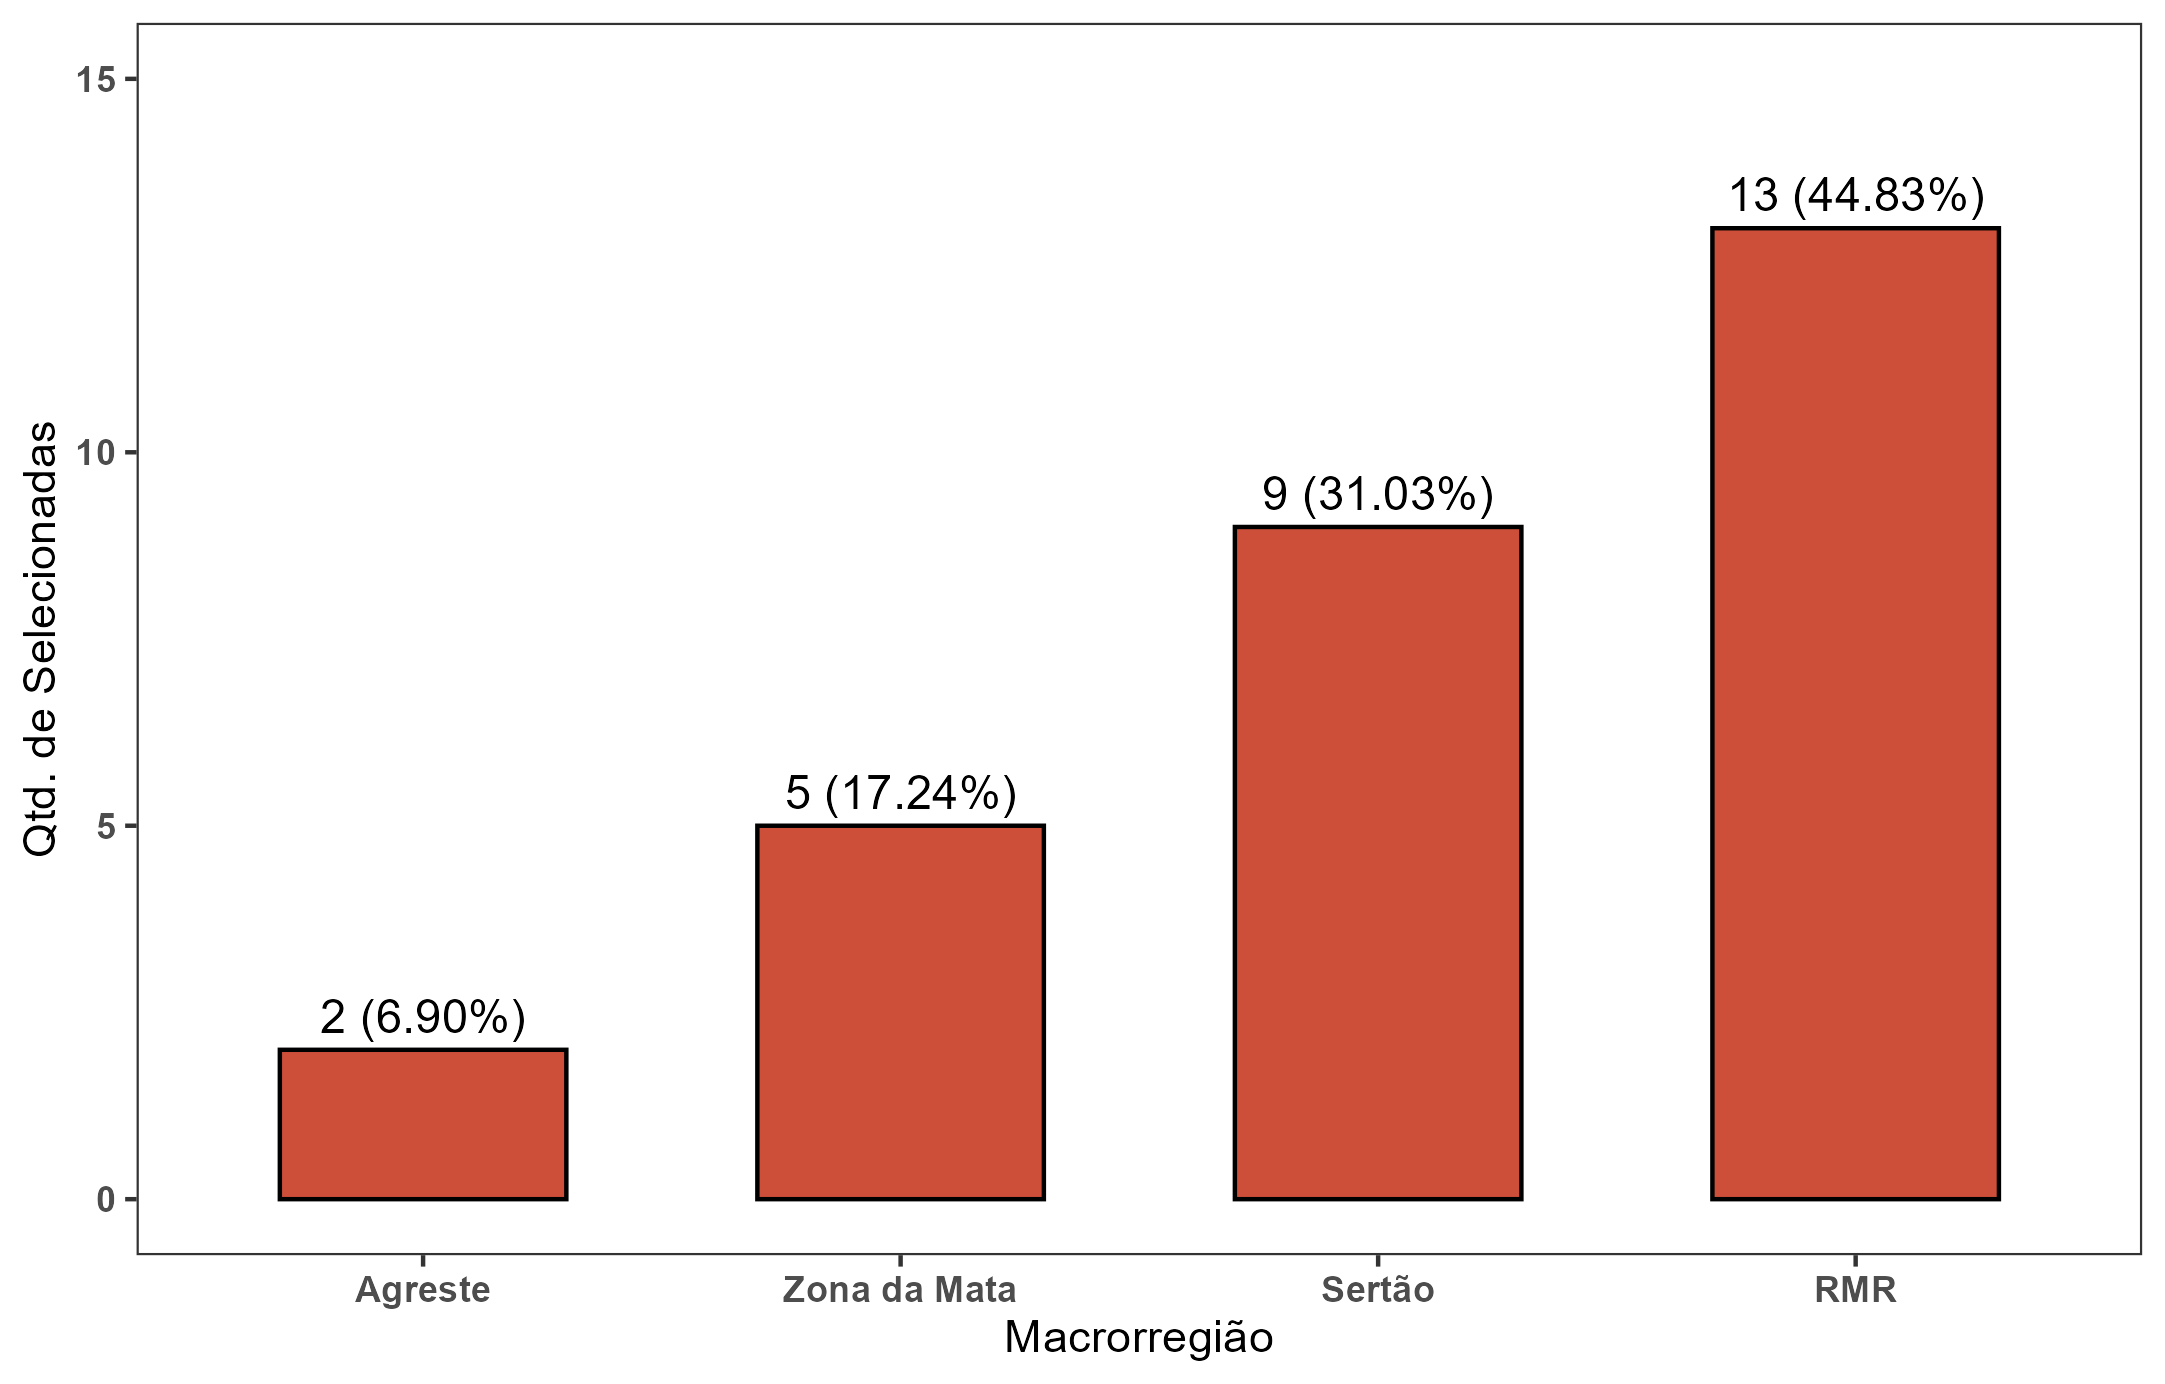 15
10
5
0
Qtd. de Selecionadas
2 (6.90%)
5 (17.24%)
9 (31.03%)
13 (44.83%)
Agreste
Zona da Mata
Sertão
RMR
Macrorregião